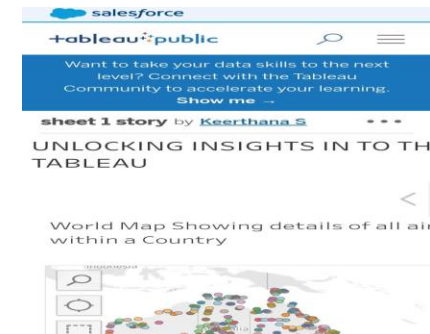 salesforce
+ableau public
Want to take your data skills to the next
level? Connect with the Tableau
Community to accelerate your learning.
Show me →
sheet 1 story by Keerthana S
UNLOCKING INSIGHTS IN TO TH
TABLEAU
World Map Showing details of all air
within a Country
Indonesia